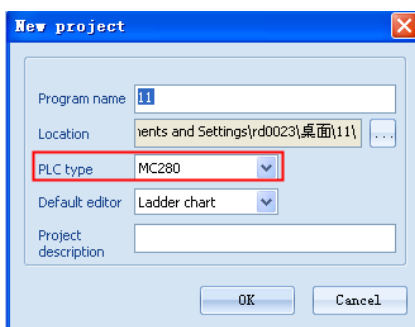 New project
Program name 11
Location ments and Settings\rd0023\桌面\11\ ...
PLC type MC280
Default editor Ladder chart
Project
description
OK Cancel